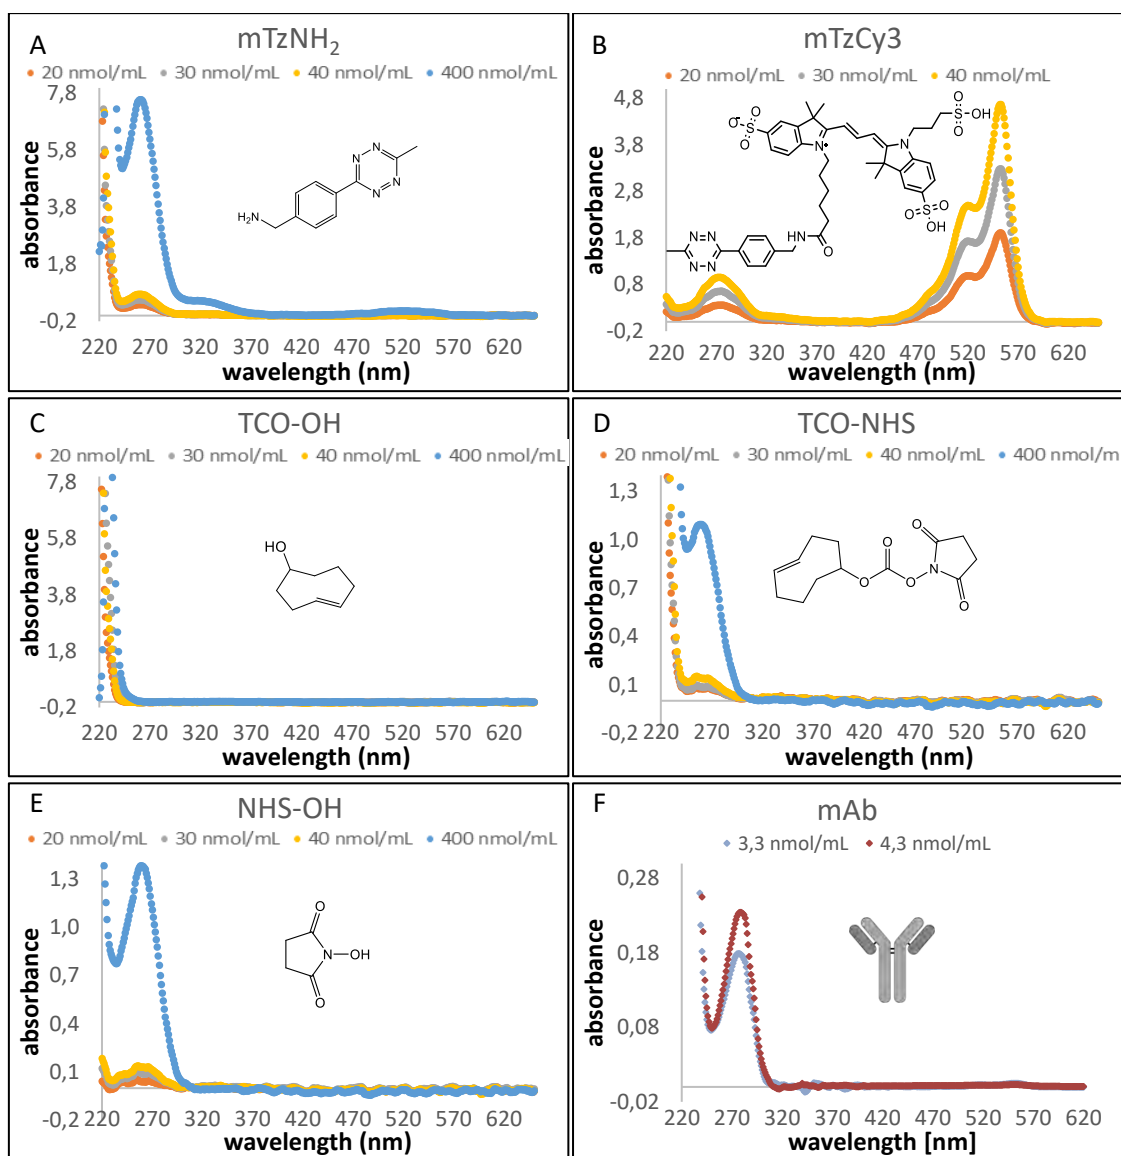 A
mTzNH2
20 nmol/mL 30 nmol/mL 40 nmol/mL 400 nmol/mL
7,8
5,8
3,8
1,8
-0,2
absorbance
N N
N N
H2N
220 270 320 370 420 470 520 570 620
wavelength (nm)
B
mTzCy3
20 nmol/mL 30 nmol/mL 40 nmol/mL
4,8
3,8
2,8
1,8
0,8
-0,2
absorbance
O
O- S
O
N+
N
O
S OH
O
O
S
O
OH
N N
N N
NH
O
220 270 320 370 420 470 520 570 620
wavelength (nm)
C
TCO-OH
20 nmol/mL 30 nmol/mL 40 nmol/mL 400 nmol/mL
7,8
5,8
3,8
1,8
-0,2
absorbance
HO
220 270 320 370 420 470 520 570 620
wavelength (nm)
D
TCO-NHS
20 nmol/mL 30 nmol/mL 40 nmol/mL 400 nmol/m
1,3
1,0
0,7
0,4
0,1
-0,2
absorbance
O
O
O
O
N
O
220 270 320 370 420 470 520 570 620
wavelength (nm)
E
NHS-OH
20 nmol/mL 30 nmol/mL 40 nmol/mL 400 nmol/mL
1,3
1,0
0,7
0,4
0,1
-0,2
absorbance
O
N OH
O
220 270 320 370 420 470 520 570 620
wavelength (nm)
F
mAb
3,3 nmol/mL 4,3 nmol/mL
0,28
0,18
0,08
-0,02
absorbance
220 270 320 370 420 470 520 570 620
wavelength [nm]